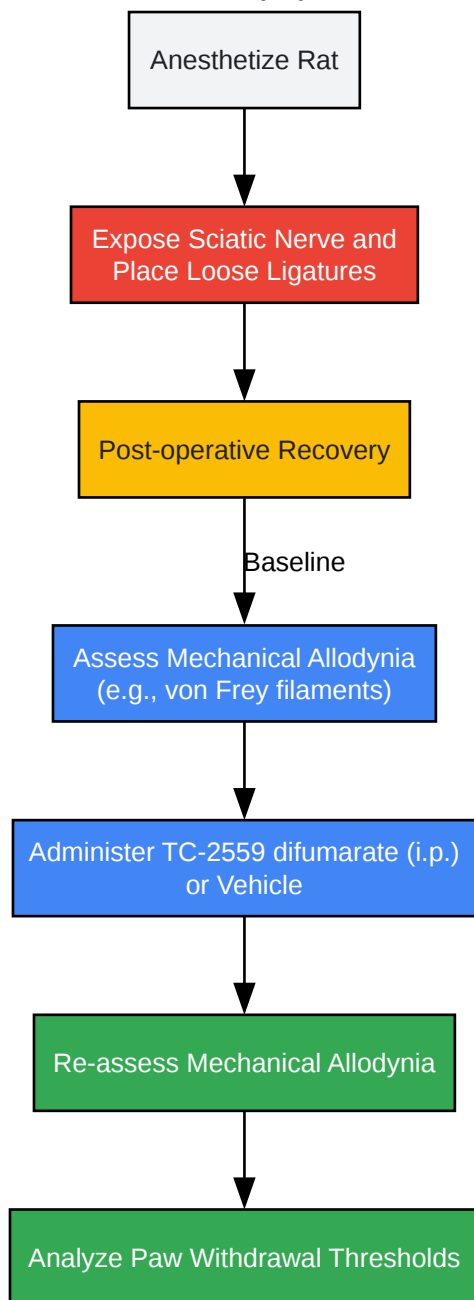 Anesthetize Rat
Expose Sciatic Nerve and
Place Loose Ligatures
Post-operative Recovery
Baseline
Assess Mechanical Allodynia
(e.g., von Frey filaments)
Administer TC-2559 difumarate (i.p.)
or Vehicle
Re-assess Mechanical Allodynia
Analyze Paw Withdrawal Thresholds